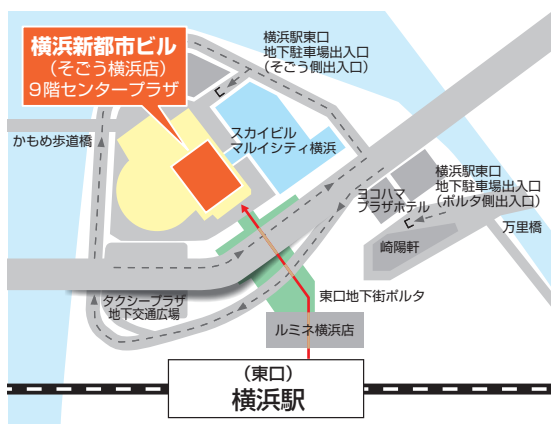 横浜新都市ビル
（そごう横浜店）
９階センタープラザ
横浜駅東口
地下駐車場出入口
（そごう側出入口）
かもめ歩道橋
スカイビル
マルイシティ横浜
横浜駅東口
地下駐車場出入口
（ポルタ側出入口）
ヨコハマ
プラザホテル
万里橋
崎陽軒
タクシープラザ
地下交通広場
東口地下街ポルタ
ルミネ横浜店
（東口）
横浜駅